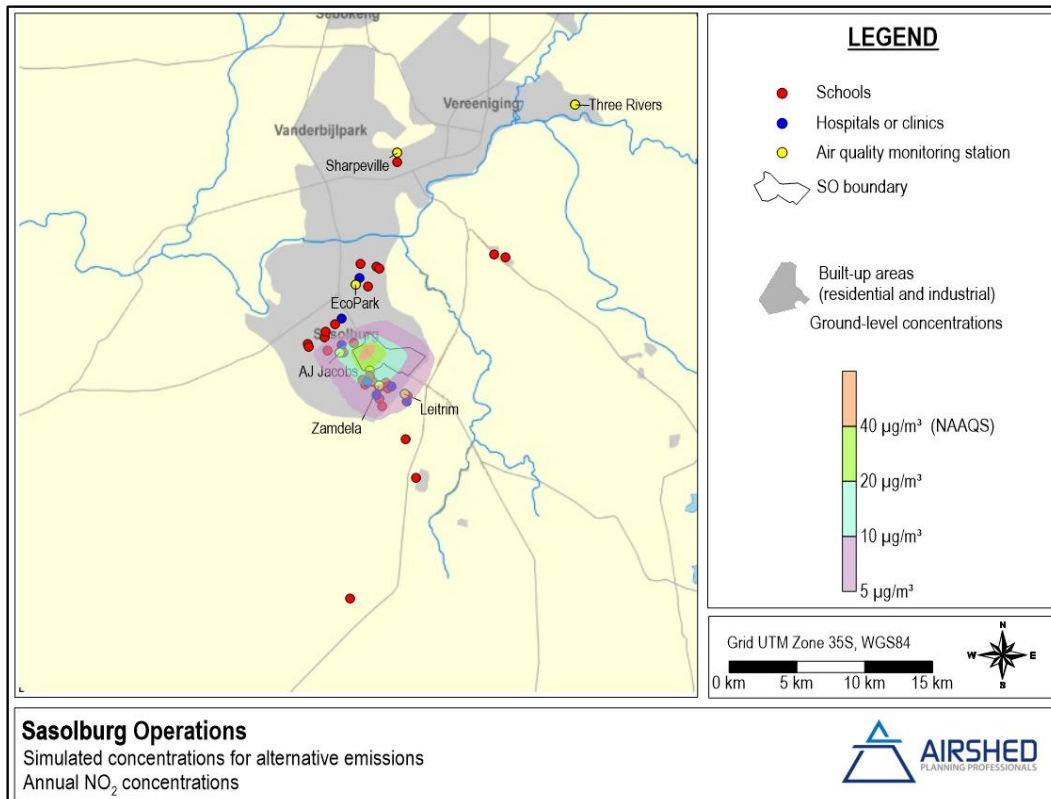 Sebokeng
Vereeniging
Three Rivers
Vanderbijlpark
Sharpeville
EcoPark
Sasolburg
AJ Jacobs
Leitrim
Zamdela
LEGEND
Schools
Hospitals or clinics
Air quality monitoring station
SO boundary
Built-up areas
(residential and industrial)
Ground-level concentrations
40 µg/m³ (NAAQS)
20 µg/m³
10 µg/m³
5 µg/m³
Grid UTM Zone 35S, WGS84
N
W E
S
0 km 5 km 10 km 15 km
Sasolburg Operations
Simulated concentrations for alternative emissions
Annual NO₂ concentrations
AIRSHED
PLANNING PROFESSIONALS